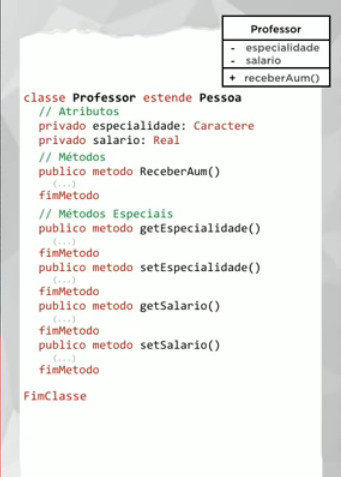 Professor
- especialidade
- salario
+ receberAum()
classe Professor estende Pessoa
// Atributos
privado especialidade: Caractere
privado salario: Real
// Métodos
publico metodo ReceberAum()
(...)
fimMetodo
// Métodos Especiais
publico metodo getEspecialidade()
(...)
fimMetodo
publico metodo setEspecialidade()
(...)
fimMetodo
publico metodo getSalario()
(...)
fimMetodo
publico metodo setSalario()
(...)
fimMetodo
FimClasse